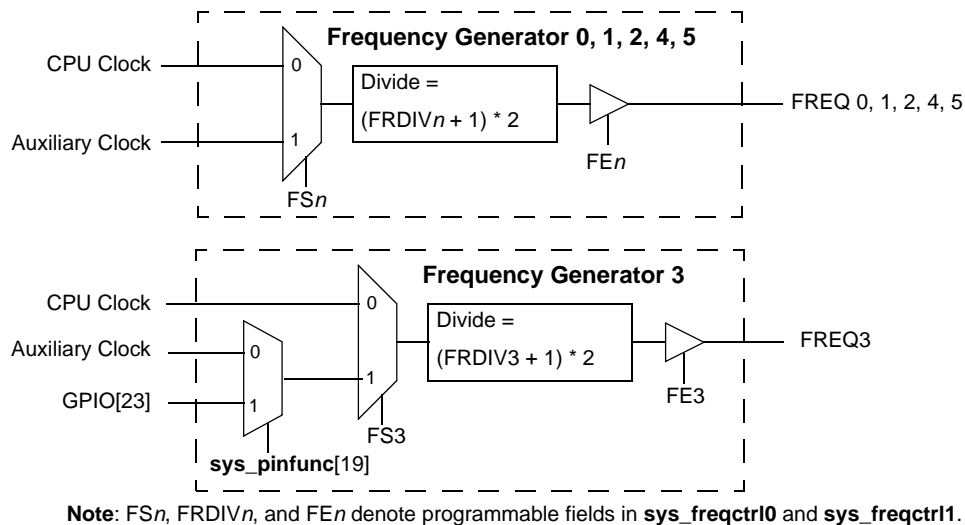 Frequency Generator 0, 1, 2, 4, 5
CPU Clock
0
Divide =
(FRDIVn + 1) * 2
FREQ 0, 1, 2, 4, 5
Auxiliary Clock
1
FEn
FSn
Frequency Generator 3
CPU Clock
0
Divide =
(FRDIV3 + 1) * 2
FREQ3
Auxiliary Clock
0
1
GPIO[23]
1
FE3
FS3
sys_pinfunc[19]
Note: FSn, FRDIVn, and FEn denote programmable fields in sys_freqctrl0 and sys_freqctrl1.